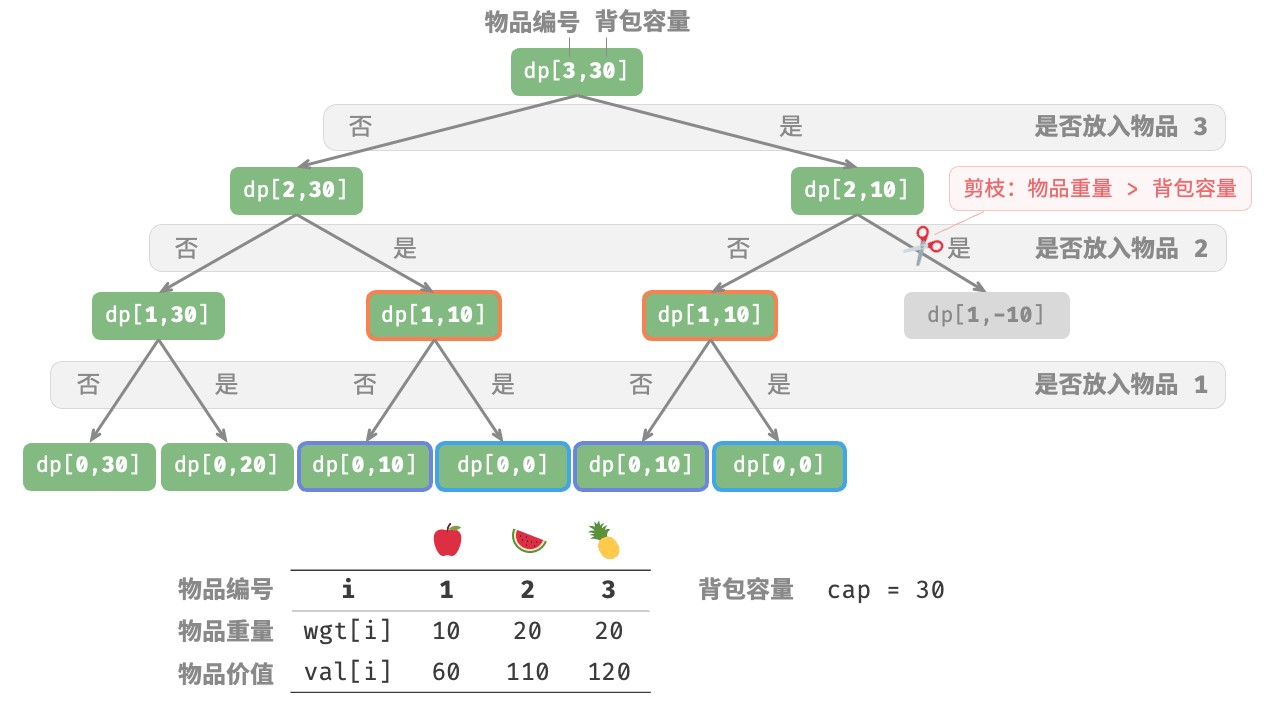 物品编号 背包容量
dp[3,30]
否 是 是否放入物品 3
dp[2,30] dp[2,10] 剪枝：物品重量 > 背包容量
否 是 否 是 是否放入物品 2
dp[1,30] dp[1,10] dp[1,10] dp[1,-10]
否 是 否 是 否 是 是否放入物品 1
dp[0,30] dp[0,20] dp[0,10] dp[0,0] dp[0,10] dp[0,0]
物品编号 i 1 2 3 背包容量 cap = 30
物品重量 wgt[i] 10 20 20
物品价值 val[i] 60 110 120